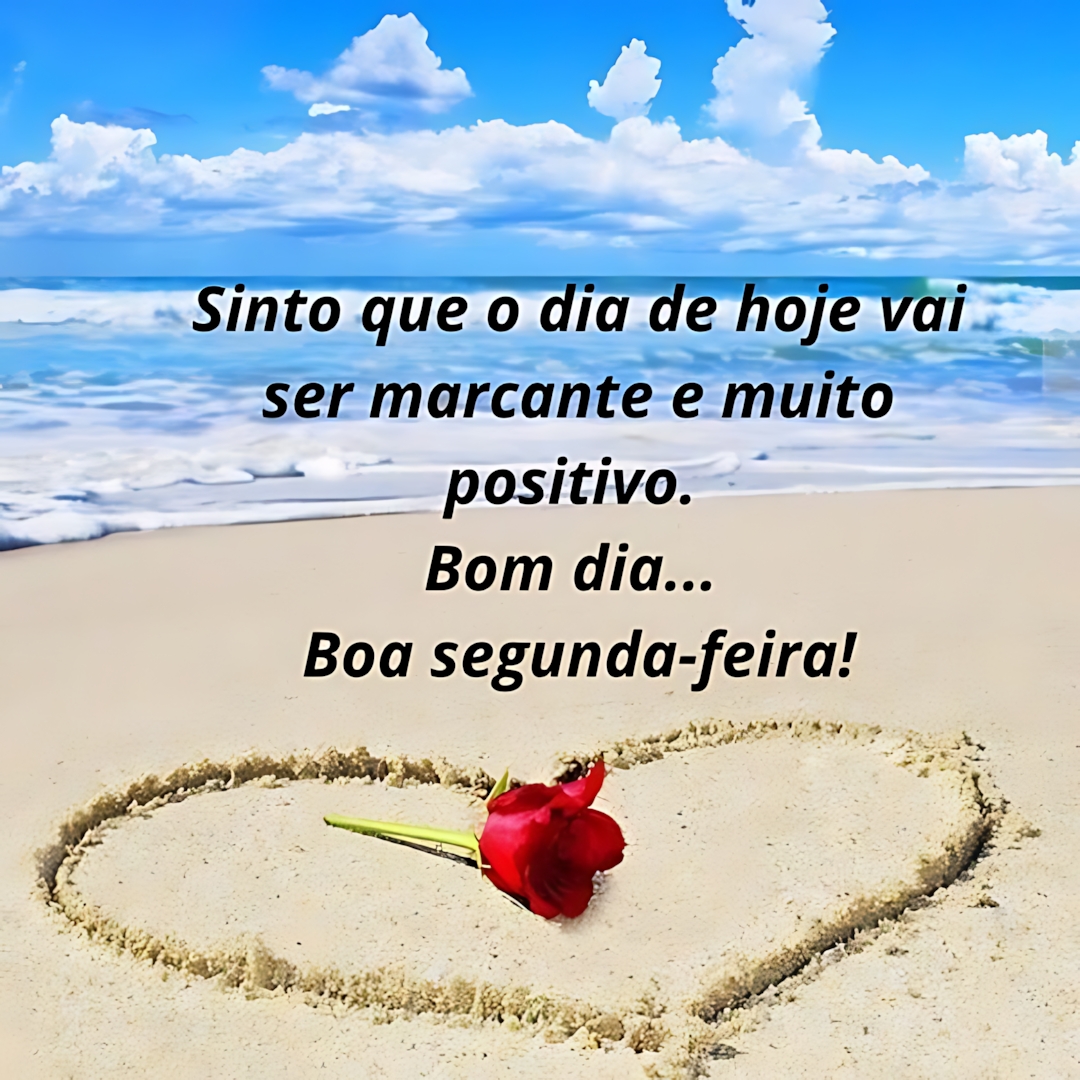 Sinto que o dia de hoje vai
ser marcante e muito
positivo.
Bom dia...
Boa segunda-feira!